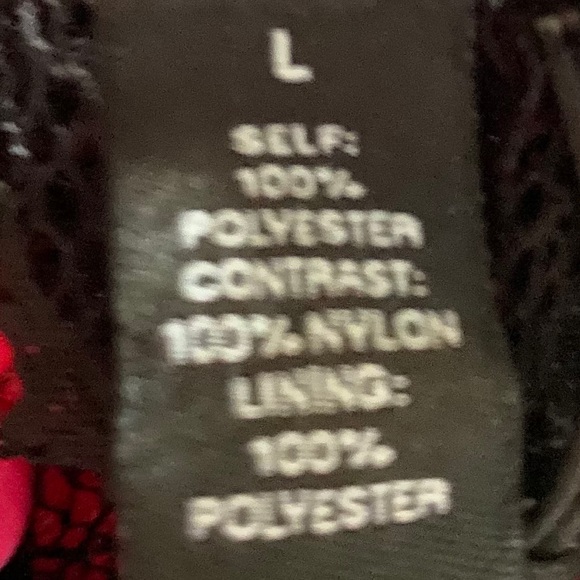 L
SELF:
100%
POLYESTER
CONTRAST:
100% NYLON
LINING:
100%
POLYESTER